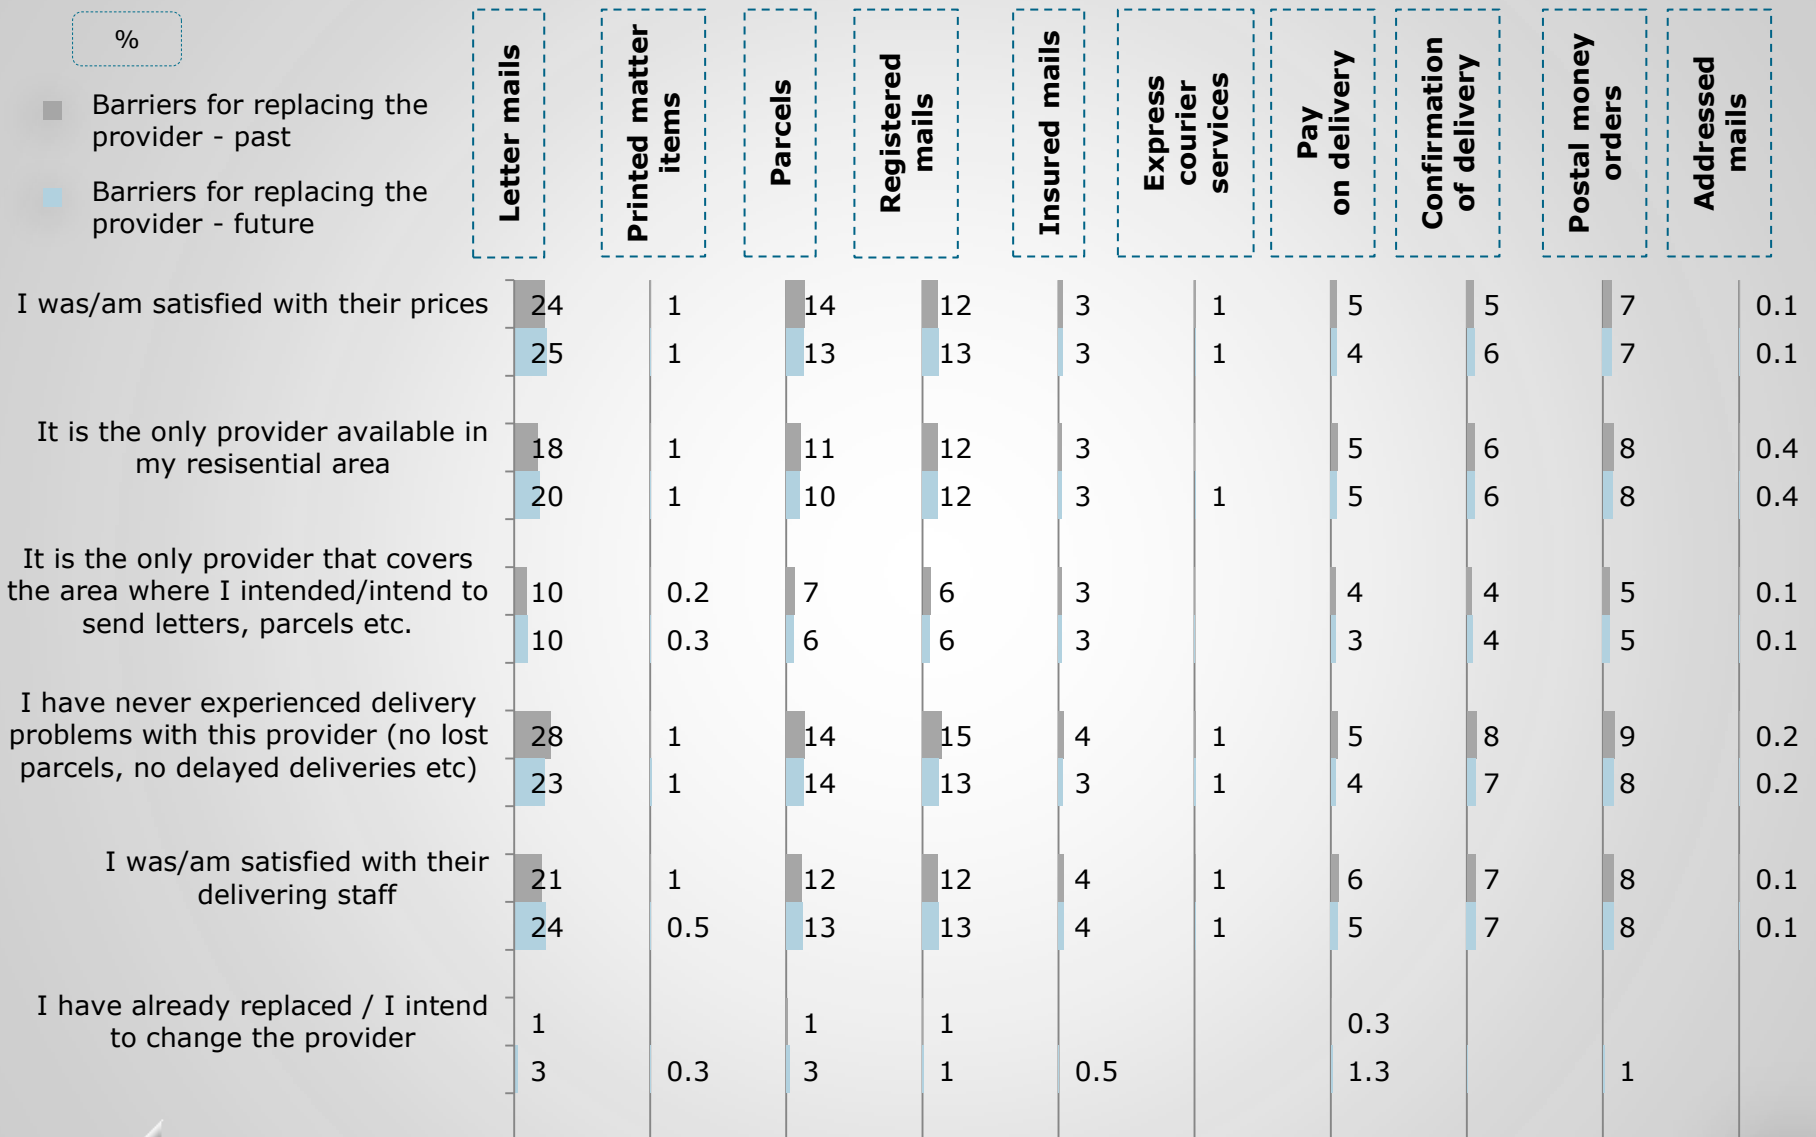 %
Barriers for replacing the
provider - past
Barriers for replacing the
provider - future
Letter mails
Printed matter
items
Parcels
Registered
mails
Insured mails
Express
courier
services
Pay
on delivery
Confirmation
of delivery
Postal money
orders
Addressed
mails
I was/am satisfied with their prices
24 1 14 12 3 1 5 5 7 0.1
25 1 13 13 3 1 4 6 7 0.1
It is the only provider available in
my resisential area
18 1 11 12 3 5 6 8 0.4
20 1 10 12 3 1 5 6 8 0.4
It is the only provider that covers
the area where I intended/intend to
send letters, parcels etc.
10 0.2 7 6 3 4 4 5 0.1
10 0.3 6 6 3 3 4 5 0.1
I have never experienced delivery
problems with this provider (no lost
parcels, no delayed deliveries etc)
28 1 14 15 4 1 5 8 9 0.2
23 1 14 13 3 1 4 7 8 0.2
I was/am satisfied with their
delivering staff
21 1 12 12 4 1 6 7 8 0.1
24 0.5 13 13 4 1 5 7 8 0.1
I have already replaced / I intend
to change the provider
1 1 1 0.3
3 0.3 3 1 0.5 1.3 1